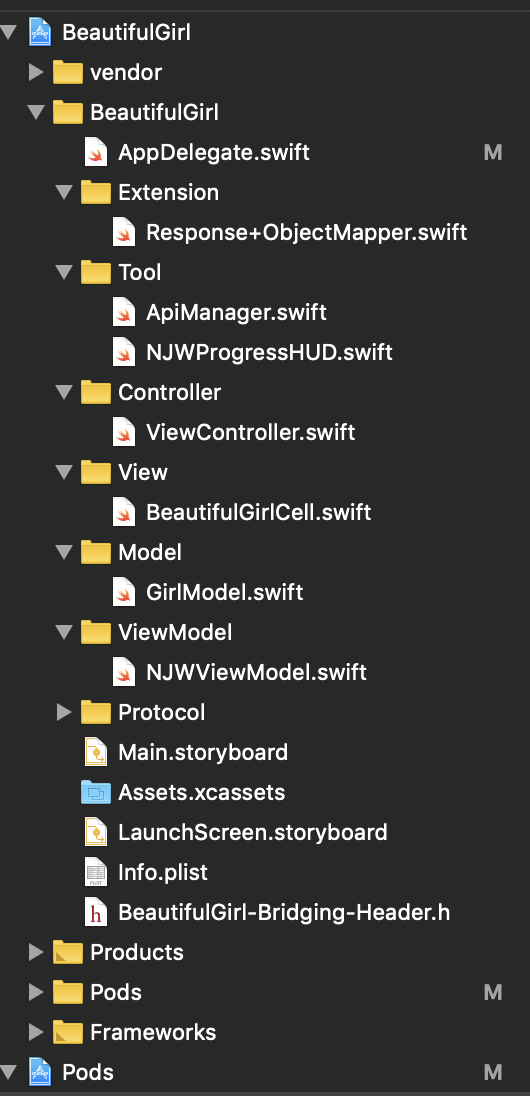 BeautifulGirl
vendor
BeautifulGirl
AppDelegate.swift M
Extension
Response+ObjectMapper.swift
Tool
ApiManager.swift
NJWProgressHUD.swift
Controller
ViewController.swift
View
BeautifulGirlCell.swift
Model
GirlModel.swift
ViewModel
NJWViewModel.swift
Protocol
Main.storyboard
Assets.xcassets
LaunchScreen.storyboard
PLIST Info.plist
h BeautifulGirl-Bridging-Header.h
Products
Pods M
Frameworks
Pods M